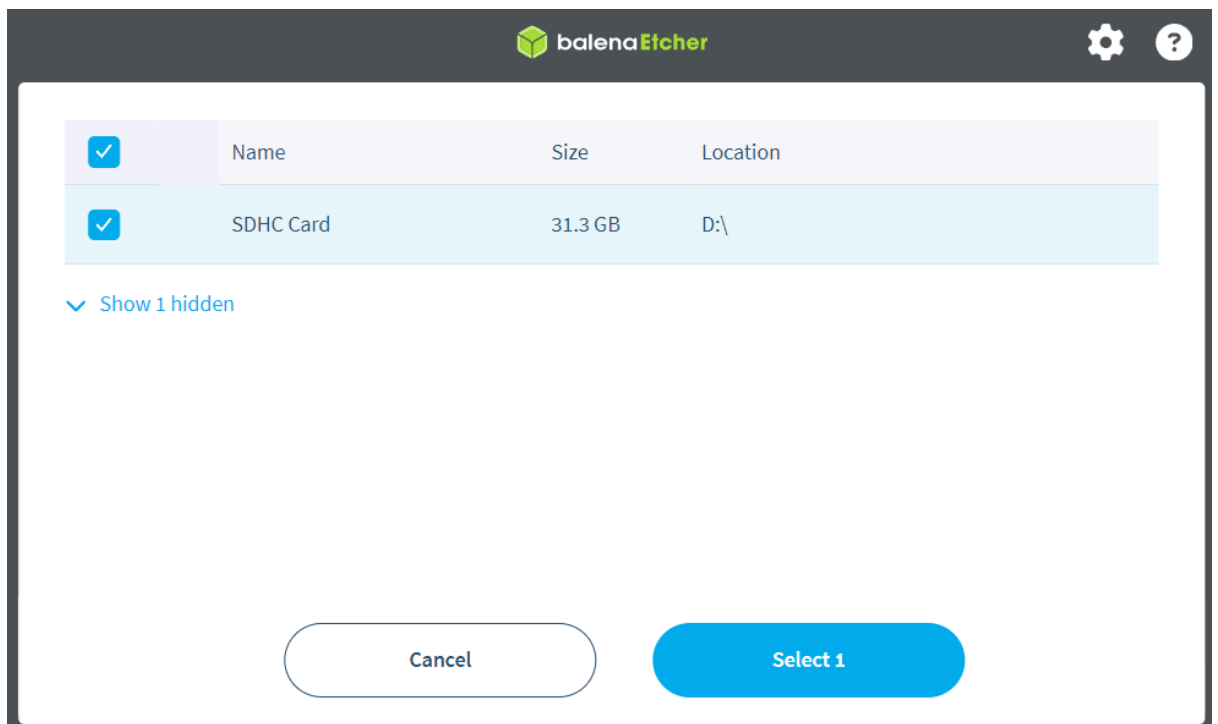 balenaEtcher
?
Name Size Location
SDHC Card 31.3 GB D:\
Show 1 hidden
Cancel Select 1